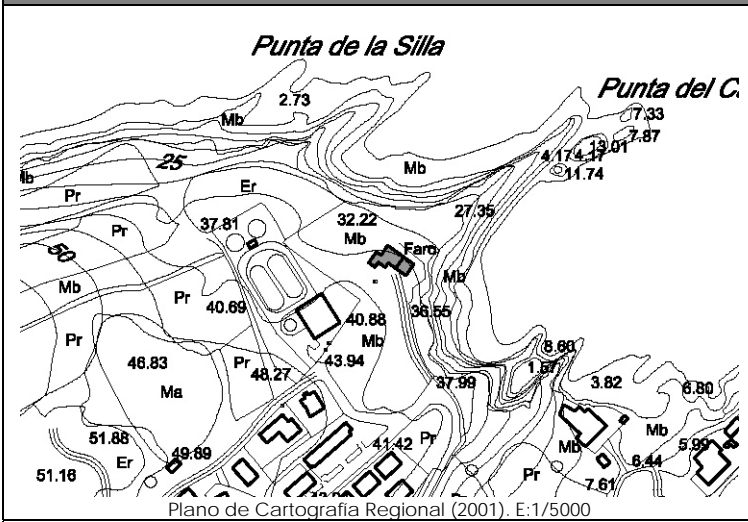 Punta de la Silla
Punta del C
2.73
7.33
Mb
7.87
13.01
4.17 4.17
25
Mb
11.74
Mb
Er
Pr
27.35
37.81
32.22
Pr
Mb
Faro
50
Mb
Mb
Pr
40.69
36.55
40.88
Pr
43.94
Mb
8.60
46.83
Pr
1.57
48.27
37.99
3.82
6.80
Ma
51.88
41.42
Pr
Mb
Mb
49.69
5.99
Er
6.44
51.16
Pr
7.61
Plano de Cartografía Regional (2001). E:1/5000